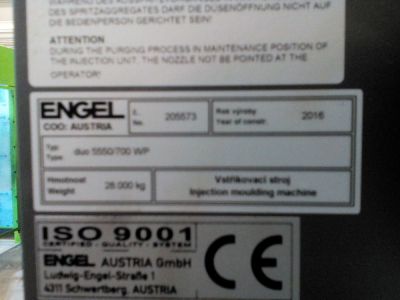 WÄHREND DES AUSSPRITZ
DES SPRITZAGGREGATES DARF DIE DÜSENÖFFNUNG NICHT AUF
DIE BEDIENPERSON GERICHTET SEIN!
ATTENTION
DURING THE PURGING PROCESS IN MAINTENANCE POSITION OF
THE INJECTION UNIT, THE NOZZLE NOT BE POINTED AT THE
OPERATOR!
ENGEL
COO: AUSTRIA
No. 205573
Rok výroby
Year of constr. 2016
Typ:
Type: duo 5550/700 WP
Hmotnost
Weight 28.000 kg
Vstřikovací stroj
Injection moulding machine
ISO 9001
CERTIFIED - QUALITY - SYSTEM
ENGEL AUSTRIA GmbH
Ludwig-Engel-Straße 1
4311 Schwertberg, AUSTRIA
CE